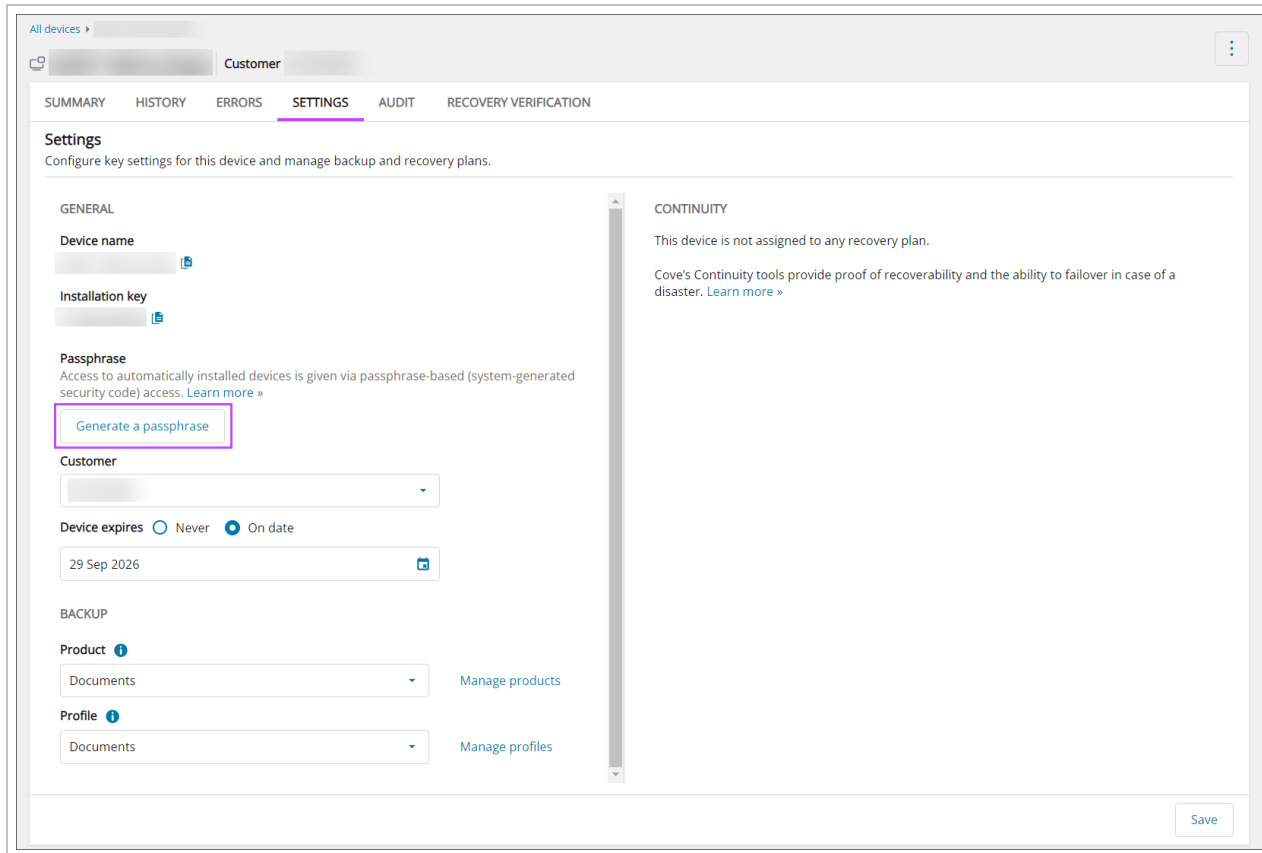 All devices
Customer
SUMMARY HISTORY ERRORS SETTINGS AUDIT RECOVERY VERIFICATION
Settings
Configure key settings for this device and manage backup and recovery plans.
GENERAL
Device name
Installation key
Passphrase
Access to automatically installed devices is given via passphrase-based (system-generated
security code) access. Learn more »
Generate a passphrase
Customer
Device expires Never On date
29 Sep 2026
BACKUP
Product
Documents Manage products
Profile
Documents Manage profiles
CONTINUITY
This device is not assigned to any recovery plan.
Cove's Continuity tools provide proof of recoverability and the ability to failover in case of a
disaster. Learn more »
Save